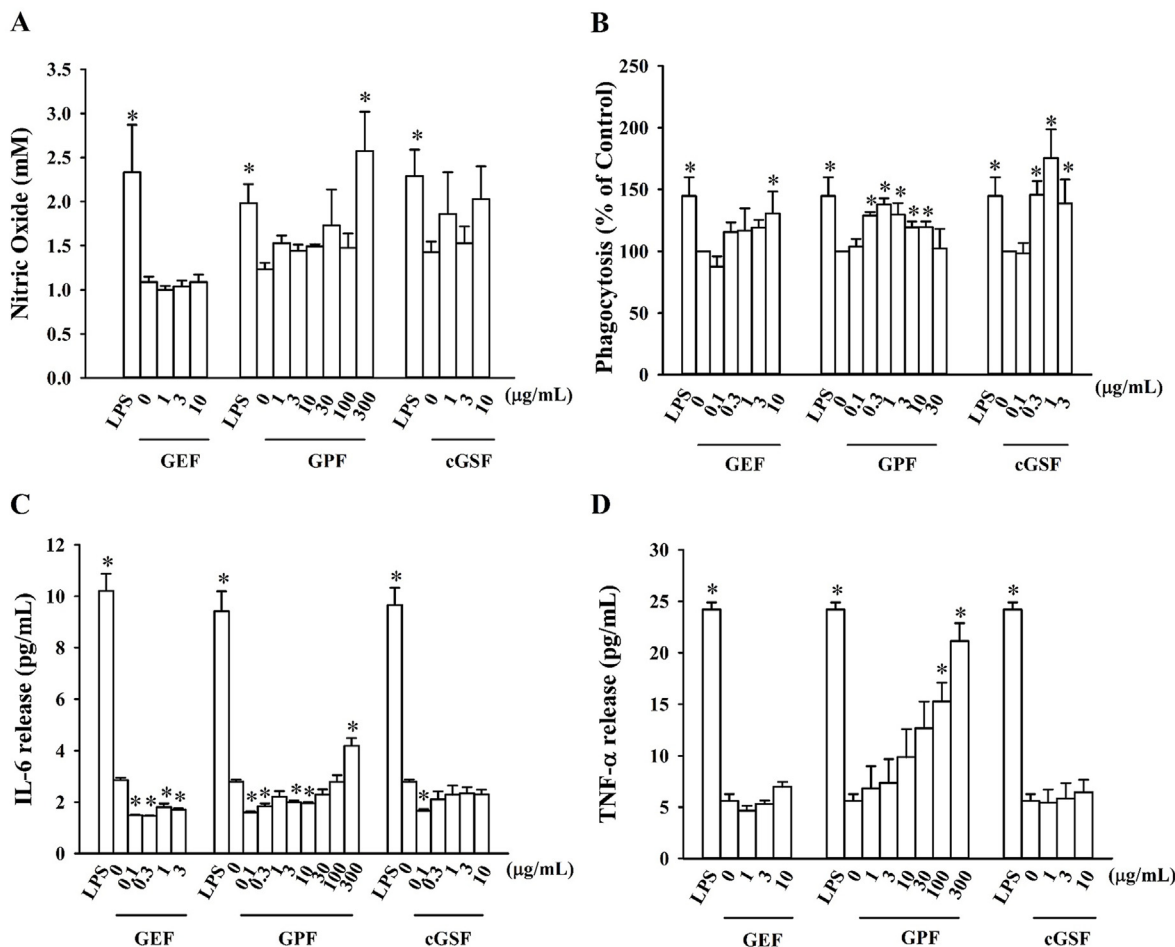 A
Nitric Oxide (mM)
3.5
3.0
2.5
2.0
1.5
1.0
0.5
0.0
* * * *
LPS 0 1 3 10 LPS 0 1 3 10 30 100 300 LPS 0 1 3 10 (μg/mL)
GEF GPF cGSF
B
Phagocytosis (% of Control)
250
200
150
100
50
0
* * * * * * * * * * * *
LPS 0 0.1 0.3 1 3 10 LPS 0 0.1 0.3 1 3 10 30 LPS 0 0.1 0.3 1 3 (μg/mL)
GEF GPF cGSF
C
IL-6 release (pg/mL)
12
10
8
6
4
2
0
* * * * * * * * * * * * *
LPS 0 0.1 0.3 1 3 LPS 0 0.1 0.3 1 3 10 30 100 300 LPS 0 0.1 0.3 1 3 10 (μg/mL)
GEF GPF cGSF
D
TNF-α release (pg/mL)
30
25
20
15
10
5
0
* * * * *
LPS 0 1 3 10 LPS 0 1 3 10 30 100 300 LPS 0 1 3 10 (μg/mL)
GEF GPF cGSF